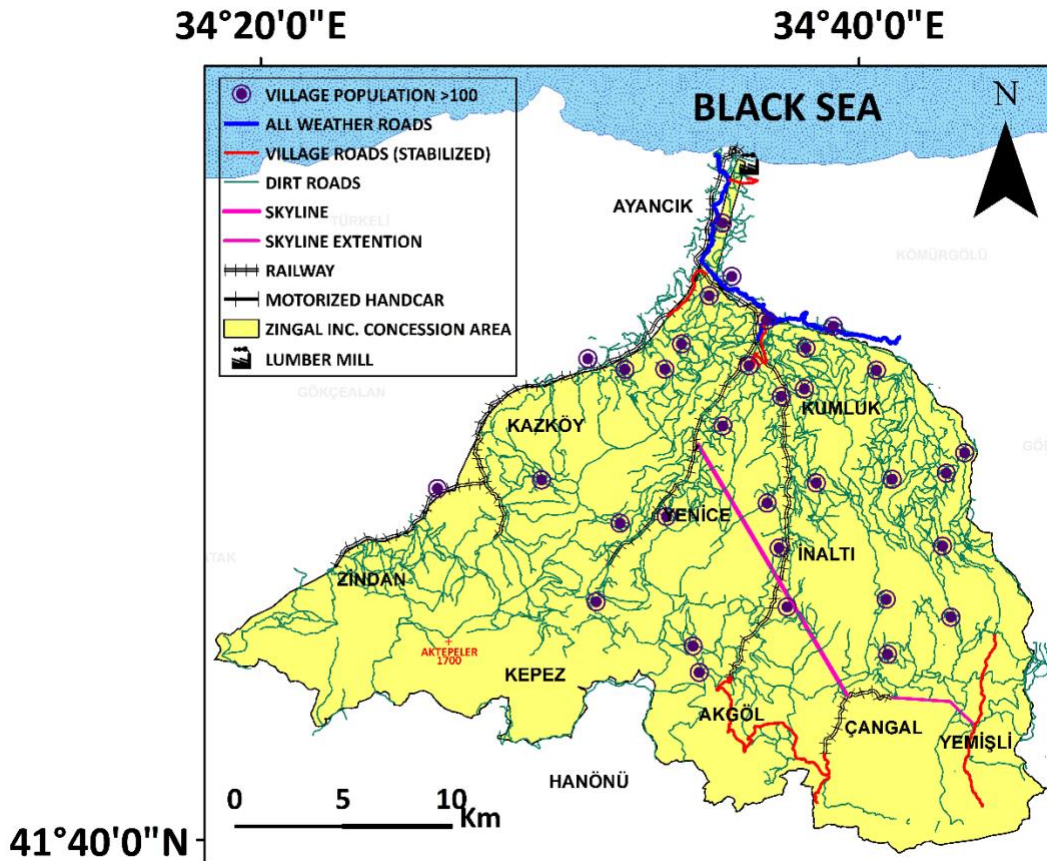 34°20'0"E
34°40'0"E
VILLAGE POPULATION >100
ALL WEATHER ROADS
VILLAGE ROADS (STABILIZED)
DIRT ROADS
SKYLINE
SKYLINE EXTENTION
RAILWAY
MOTORIZED HANDCAR
ZINGAL INC. CONCESSION AREA
LUMBER MILL
BLACK SEA
N
AYANCIK
TÜRKELİ
KÖMÜRGÖLÜ
GÖKÇEALAN
KAZKÖY
KUMLUK
YENİCE
İNALTI
ZİNDAN
AKTEPELER
1700
KEPEZ
AKGÖL
ÇANGAL
YEMİŞLİ
HANÖNÜ
0 5 10
Km
41°40'0"N